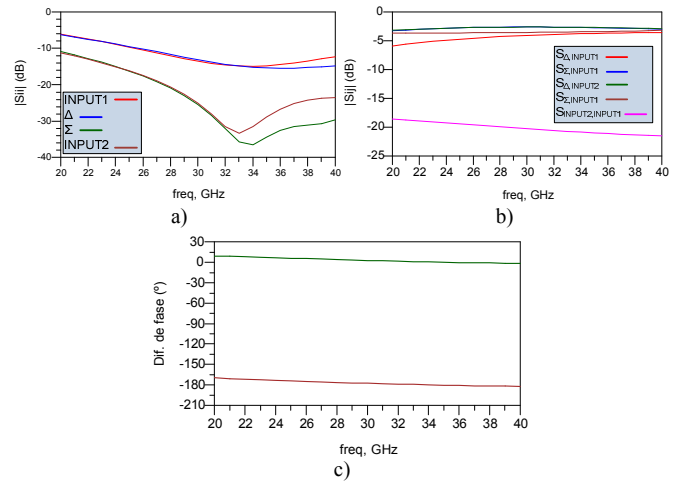 0
-10
-20
-30
-40
|Sii| (dB)
INPUT1
Δ
Σ
INPUT2
20 22 24 26 28 30 32 34 36 38 40
freq, GHz
a)
0
-5
-10
-15
-20
-25
|Sij| (dB)
SΔ,INPUT1
SΣ,INPUT1
SΔ,INPUT2
SΣ,INPUT1
SINPUT2,INPUT1
20 22 24 26 28 30 32 34 36 38 40
freq, GHz
b)
30
0
-30
-60
-90
-120
-150
-180
-210
Dif. de fase (º)
20 22 24 26 28 30 32 34 36 38 40
freq, GHz
c)